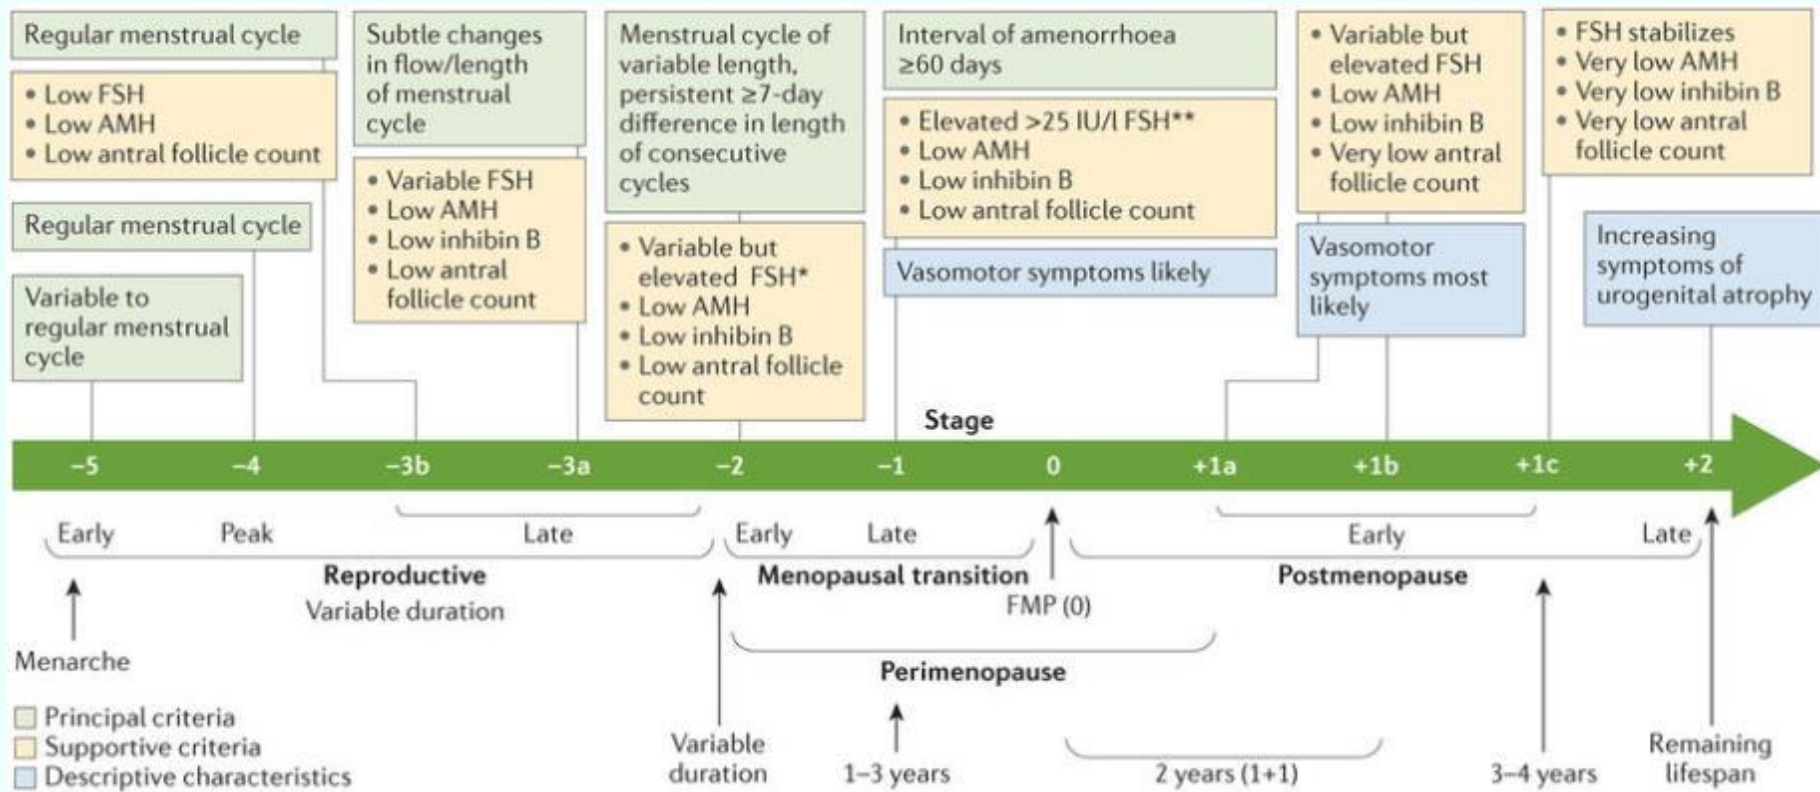 Regular menstrual cycle
• Low FSH
• Low AMH
• Low antral follicle count
Regular menstrual cycle
Variable to
regular menstrual
cycle
Subtle changes
in flow/length
of menstrual
cycle
• Variable FSH
• Low AMH
• Low inhibin B
• Low antral
follicle count
Menstrual cycle of
variable length,
persistent ≥7-day
difference in length
of consecutive
cycles
• Variable but
elevated FSH*
• Low AMH
• Low inhibin B
• Low antral follicle
count
Interval of amenorrhoea
≥60 days
• Elevated >25 IU/l FSH**
• Low AMH
• Low inhibin B
• Low antral follicle count
Vasomotor symptoms likely
• Variable but
elevated FSH
• Low AMH
• Low inhibin B
• Very low antral
follicle count
Vasomotor
symptoms most
likely
• FSH stabilizes
• Very low AMH
• Very low inhibin B
• Very low antral
follicle count
Increasing
symptoms of
urogenital atrophy
Stage
−5 −4 −3b −3a −2 −1 0 +1a +1b +1c +2
Early Peak Late Early Late Early Late
Reproductive Menopausal transition Postmenopause
Variable duration FMP (0)
Menarche
Perimenopause
Principal criteria
Supportive criteria
Descriptive characteristics
Variable
duration
1–3 years
2 years (1+1)
3–4 years
Remaining
lifespan